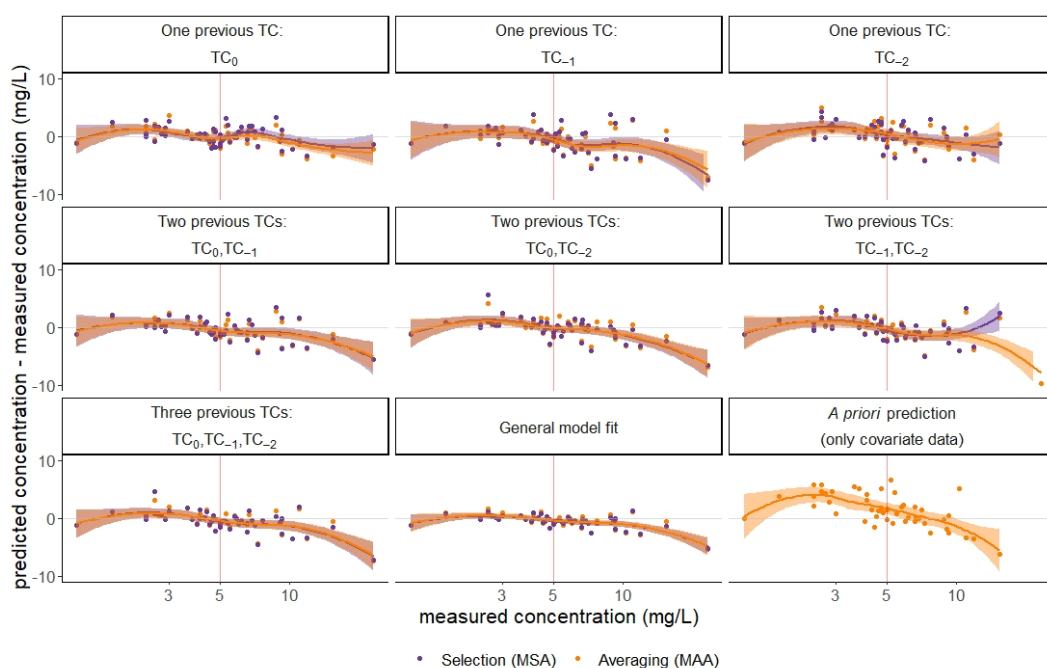 One previous TC:
TC₀
One previous TC:
TC₋₁
One previous TC:
TC₋₂
Two previous TCs:
TC₀,TC₋₁
Two previous TCs:
TC₀,TC₋₂
Two previous TCs:
TC₋₁,TC₋₂
Three previous TCs:
TC₀,TC₋₁,TC₋₂
General model fit
A priori prediction
(only covariate data)
predicted concentration - measured concentration (mg/L)
10
0
-10
10
0
-10
10
0
-10
3 5 10
3 5 10
3 5 10
measured concentration (mg/L)
Selection (MSA) Averaging (MAA)